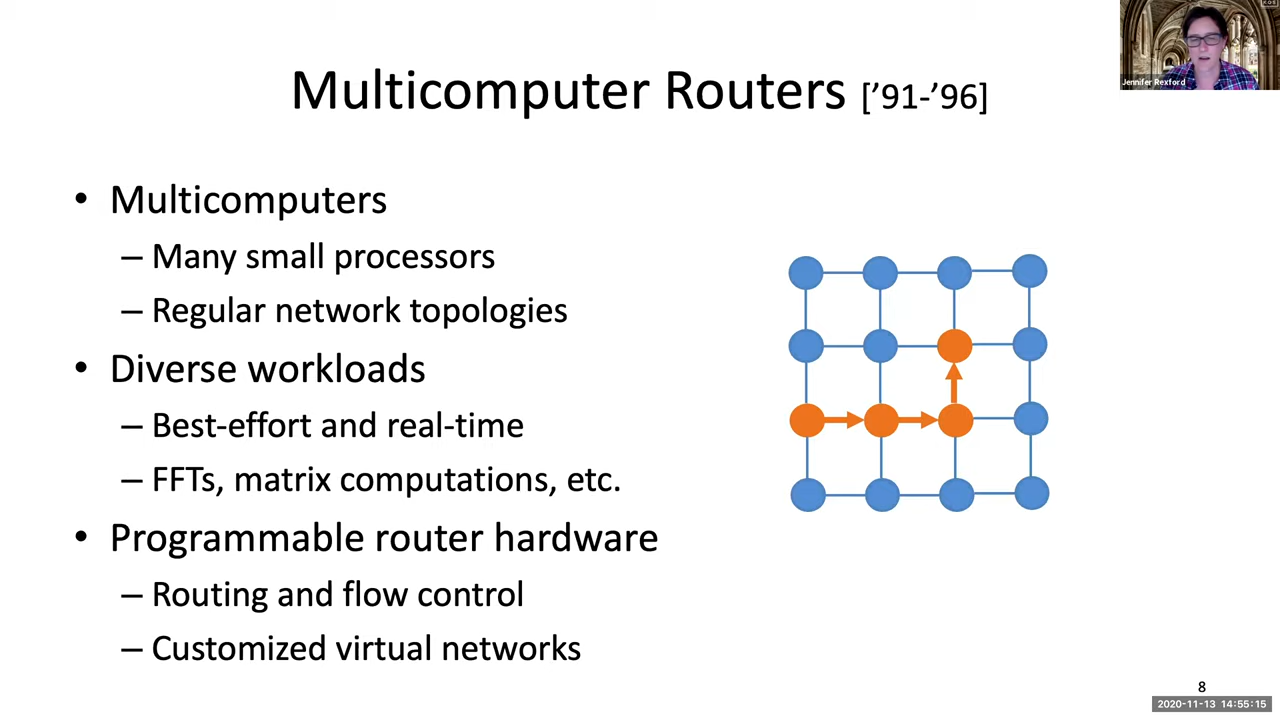 Multicomputer Routers ['91-'96]
Jennifer Rexford
• Multicomputers
– Many small processors
– Regular network topologies
• Diverse workloads
– Best-effort and real-time
– FFTs, matrix computations, etc.
• Programmable router hardware
– Routing and flow control
– Customized virtual networks
8
2020-11-13 14:55:15